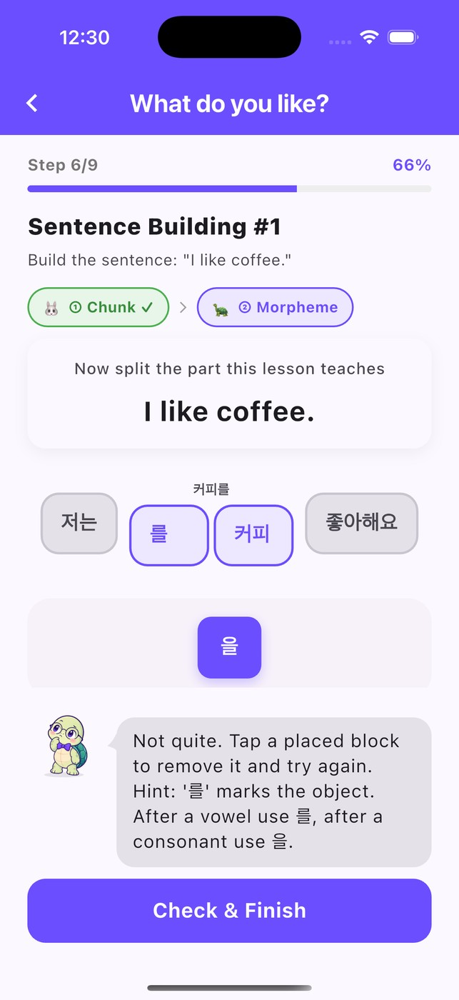 12:30
What do you like?
Step 6/9
66%
Sentence Building #1
Build the sentence: "I like coffee."
① Chunk ✓
② Morpheme
Now split the part this lesson teaches
I like coffee.
커피를
저는
를
커피
좋아해요
을
Not quite. Tap a placed block
to remove it and try again.
Hint: '를' marks the object.
After a vowel use 를, after a
consonant use 을.
Check & Finish